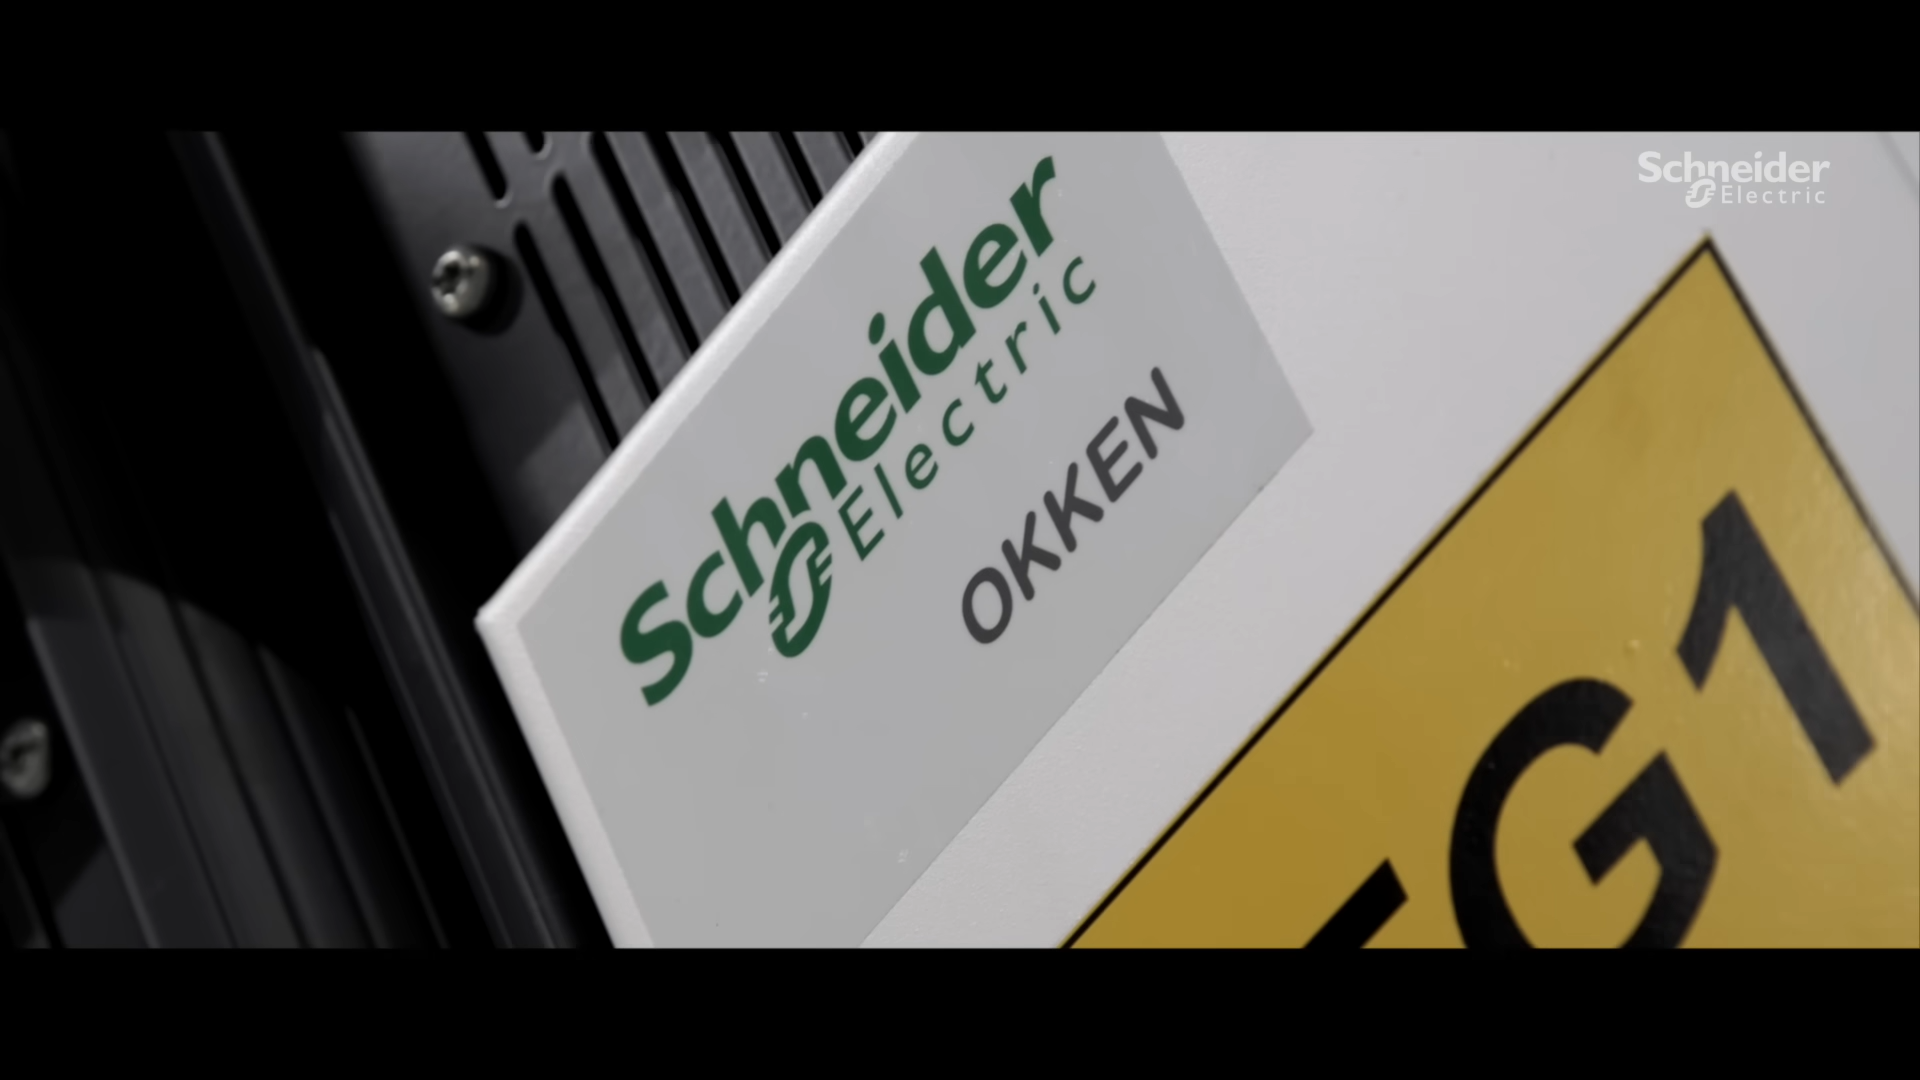 Schneider
Electric
Schneider
Electric
OKKEN
G1